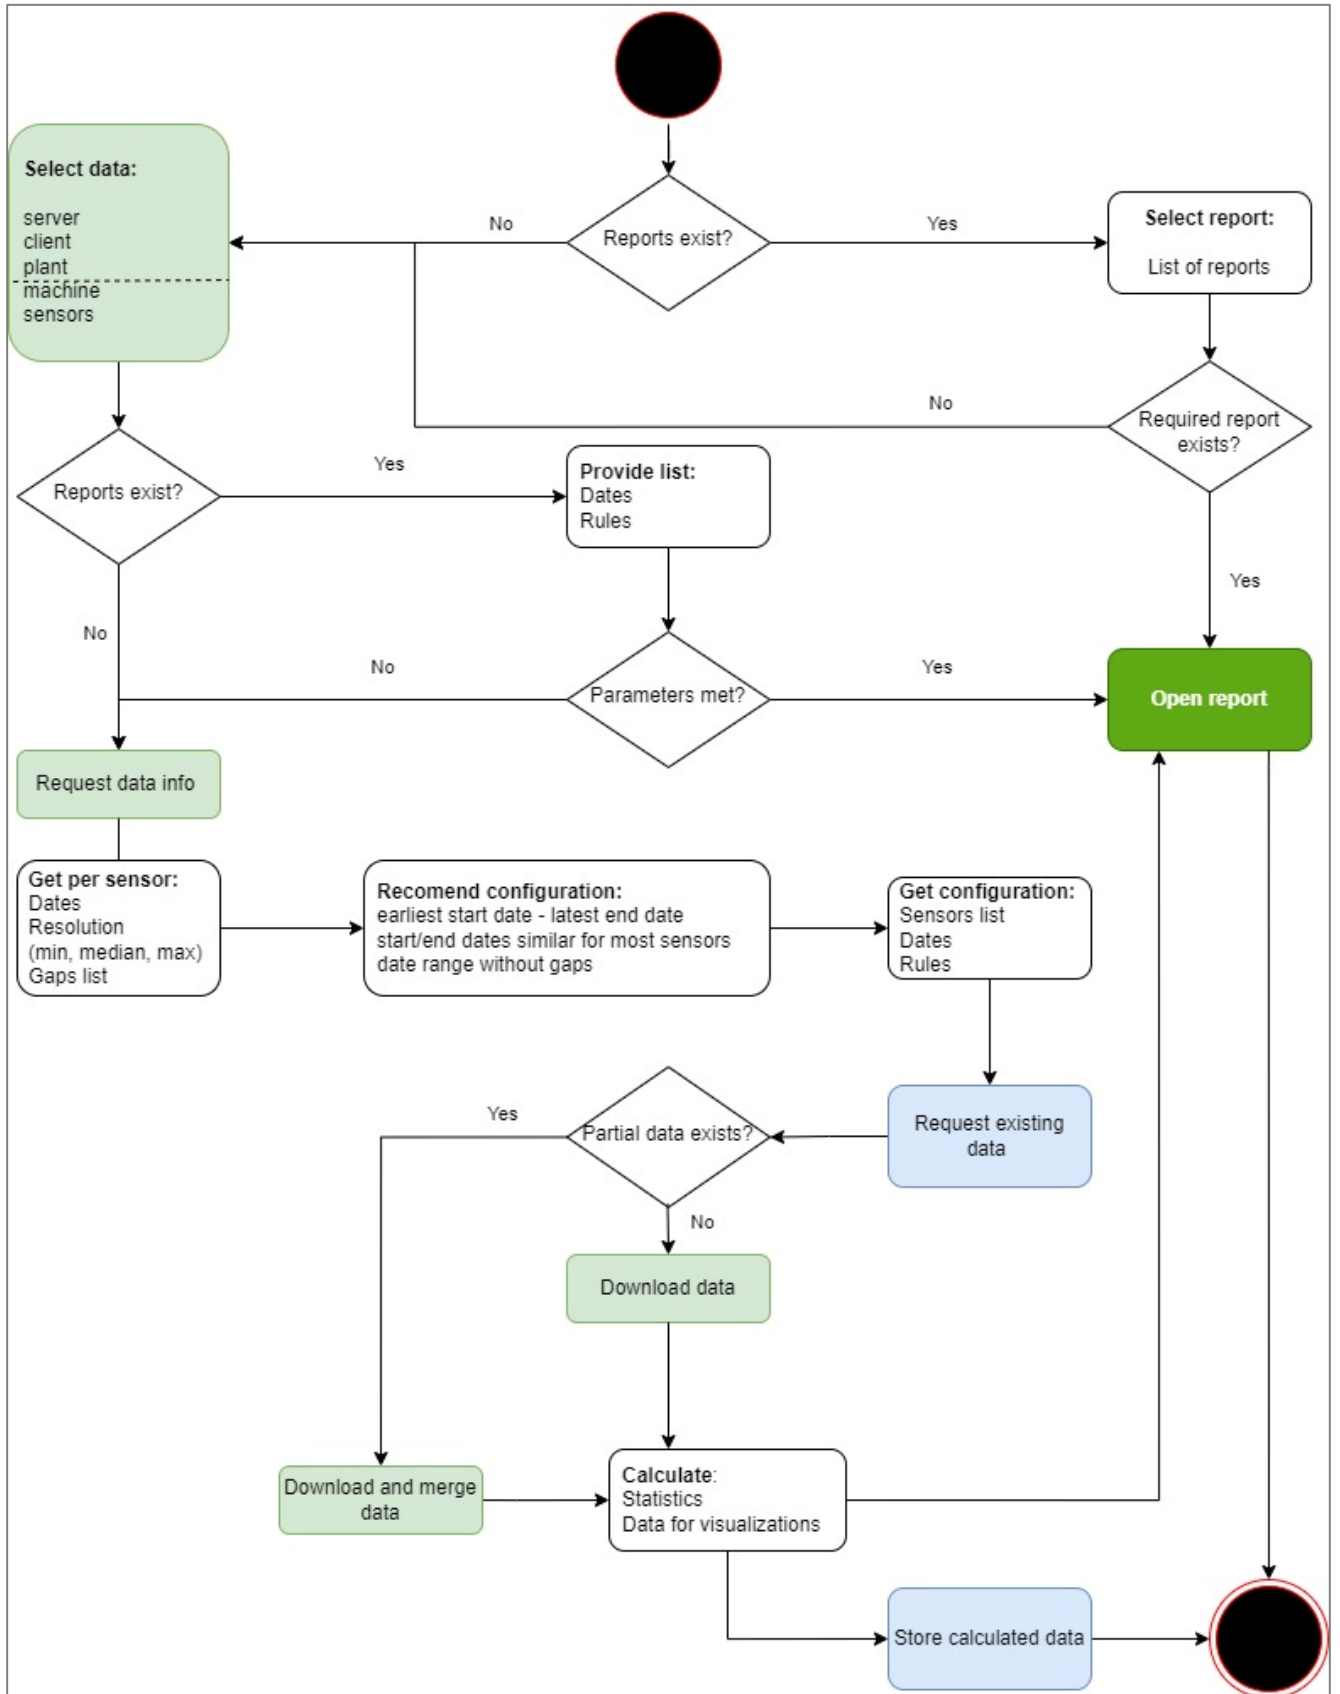 Select data:
server
client
plant
machine
sensors
No
Reports exist?
Yes
Select report:
List of reports
No
Required report
exists?
Yes
Reports exist?
Yes
Provide list:
Dates
Rules
No
No
Parameters met?
Yes
Open report
Request data info
Get per sensor:
Dates
Resolution
(min, median, max)
Gaps list
Recomend configuration:
earliest start date - latest end date
start/end dates similar for most sensors
date range without gaps
Get configuration:
Sensors list
Dates
Rules
Yes
Partial data exists?
Request existing
data
No
Download data
Download and merge
data
Calculate:
Statistics
Data for visualizations
Store calculated data